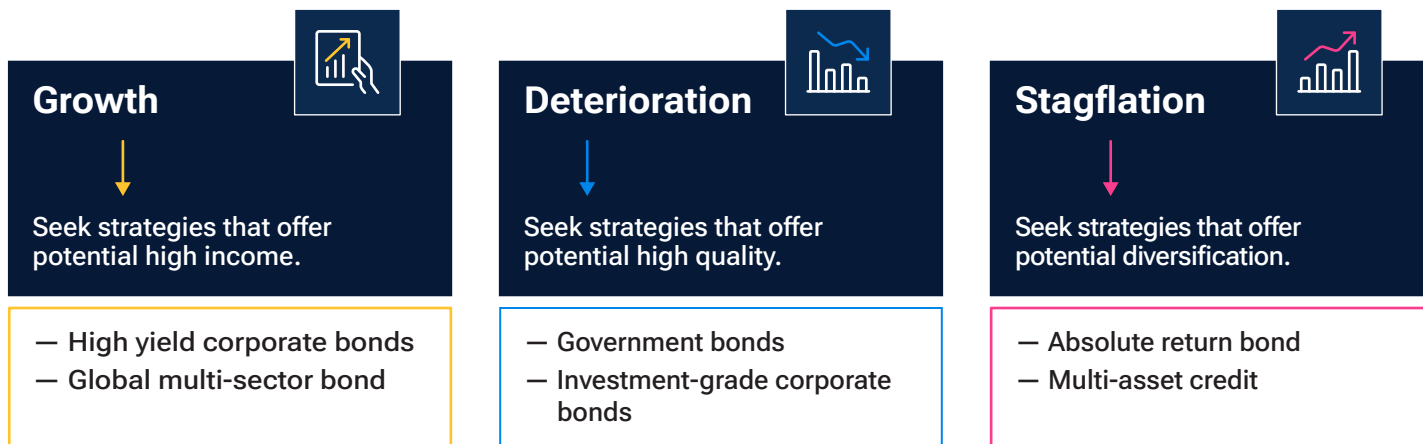 Growth
Seek strategies that offer
potential high income.
— High yield corporate bonds
— Global multi-sector bond
Deterioration
Seek strategies that offer
potential high quality.
— Government bonds
— Investment-grade corporate
bonds
Stagflation
Seek strategies that offer
potential diversification.
— Absolute return bond
— Multi-asset credit